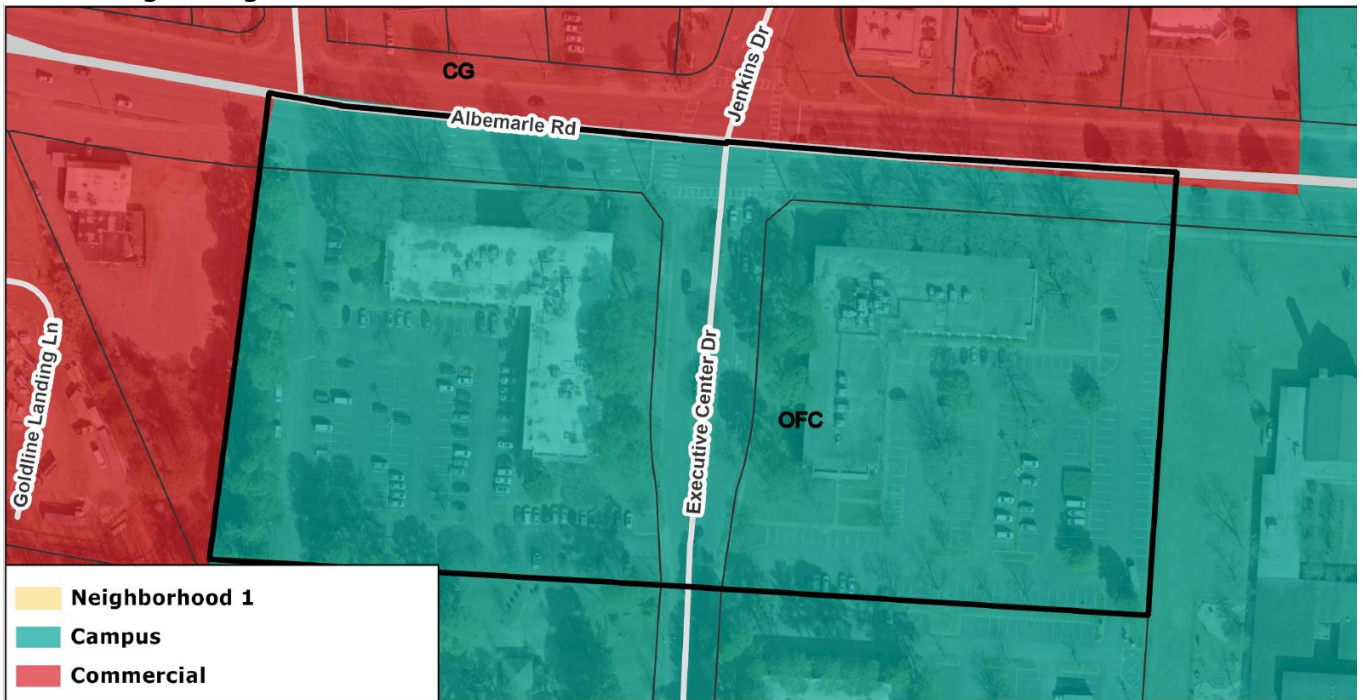 CG
Jenkins Dr
Albemarle Rd
Goldline Landing Ln
Executive Center Dr
OFC
Neighborhood 1
Campus
Commercial